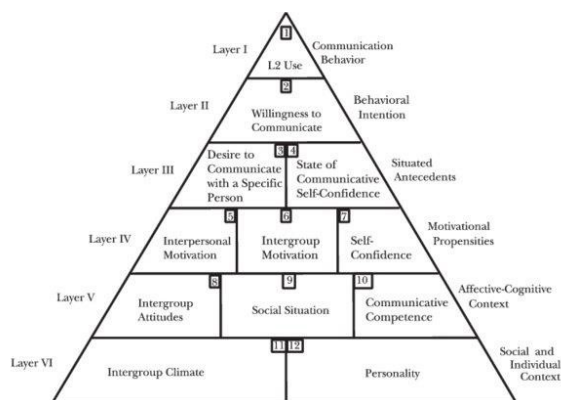 1
Layer I
L2 Use
Communication
Behavior
2
Layer II
Willingness to
Communicate
Behavioral
Intention
3
4
Layer III
Desire to
Communicate
with a Specific
Person
State of
Communicative
Self-Confidence
Situated
Antecedents
5
6
7
Layer IV
Interpersonal
Motivation
Intergroup
Motivation
Self-
Confidence
Motivational
Propensities
8
9
10
Layer V
Intergroup
Attitudes
Social Situation
Communicative
Competence
Affective-Cognitive
Context
11
12
Layer VI
Intergroup Climate
Personality
Social and
Individual
Context